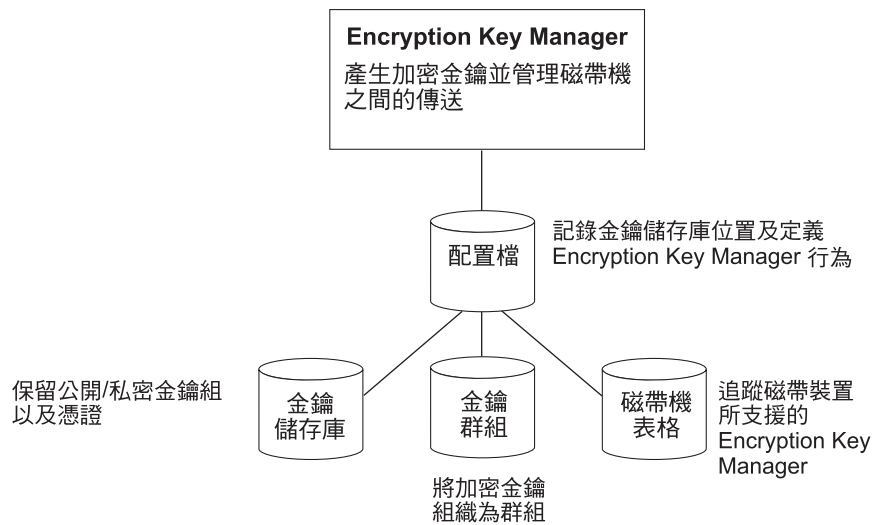 Encryption Key Manager
產生加密金鑰並管理磁帶機
之間的傳送
配置檔
記錄金鑰儲存庫位置及定義
Encryption Key Manager 行為
保留公開/私密金鑰組
以及憑證
金鑰
儲存庫
金鑰
群組
磁帶機
表格
追蹤磁帶裝置
所支援的
Encryption Key
Manager
將加密金鑰
組織為群組